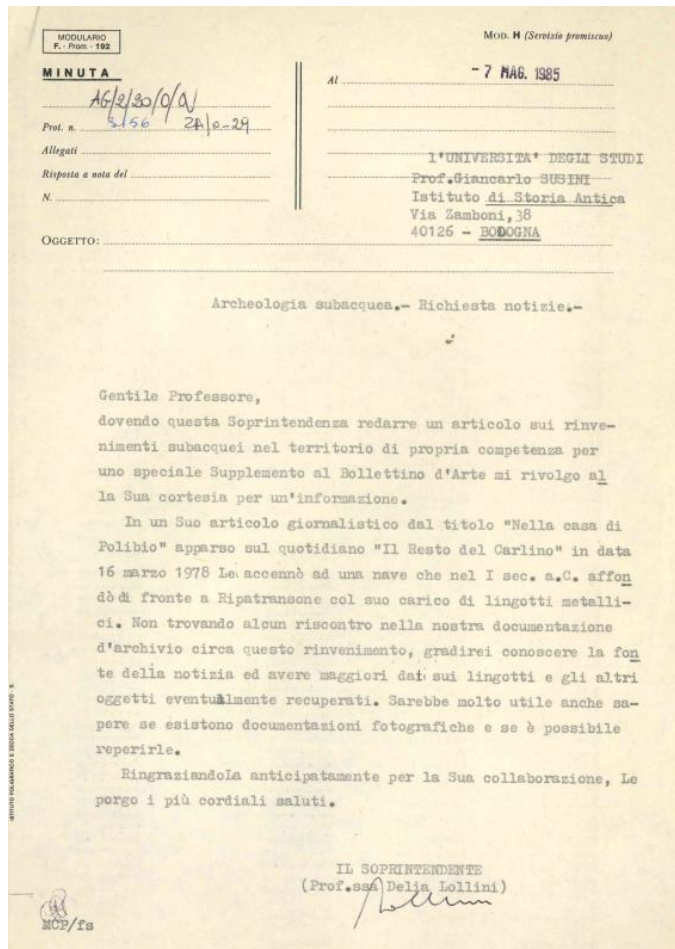 MODULARIO
F. - Prom. - 192
MOD. H (Servizio promiscuo)
MINUTA
Al - 7 MAG. 1985
AG/2/20/0/0
Prot. n. 3156 ZA/0-29
Allegati
Risposta a nota del
N.
l'UNIVERSITA' DEGLI STUDI
Prof.Giancarlo SUSINI
Istituto di Storia Antica
Via Zamboni,38
40126 - BOLOGNA
OGGETTO:
Archeologia subacquea.- Richiesta notizie.-
Gentile Professore,
dovendo questa Soprintendenza redarre un articolo sui rinve-
nimenti subacquei nel territorio di propria competenza per
uno speciale Supplemento al Bollettino d'Arte mi rivolgo al
la Sua cortesia per un'informazione.
In un Suo articolo giornalistico dal titolo "Nella casa di
Polibio" apparso sul quotidiano "Il Resto del Carlino" in data
16 marzo 1978 Lei accennò ad una nave che nel I sec. a.C. affon
dò di fronte a Ripatransone col suo carico di lingotti metalli-
ci. Non trovando alcun riscontro nella nostra documentazione
d'archivio circa questo rinvenimento, gradirei conoscere la fon
te della notizia ed avere maggiori dati sui lingotti e gli altri
oggetti eventualmente recuperati. Sarebbe molto utile anche sa-
pere se esistono documentazioni fotografiche e se è possibile
reperirle.
RingraziandoLa anticipatamente per la Sua collaborazione, Le
porgo i più cordiali saluti.
IL SOPRINTENDENTE
(Prof.ssa Delia Lollini)
Lollini
MCP/fs
ISTITUTO POLIGRAFICO E ZECCA DELLO STATO - S.